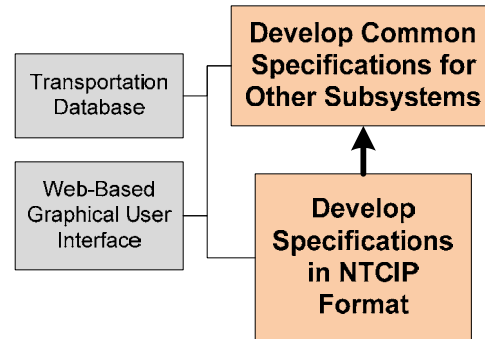 Develop Common
Specifications for
Other Subsystems
Transportation
Database
Web-Based
Graphical User
Interface
Develop
Specifications
in NTCIP
Format